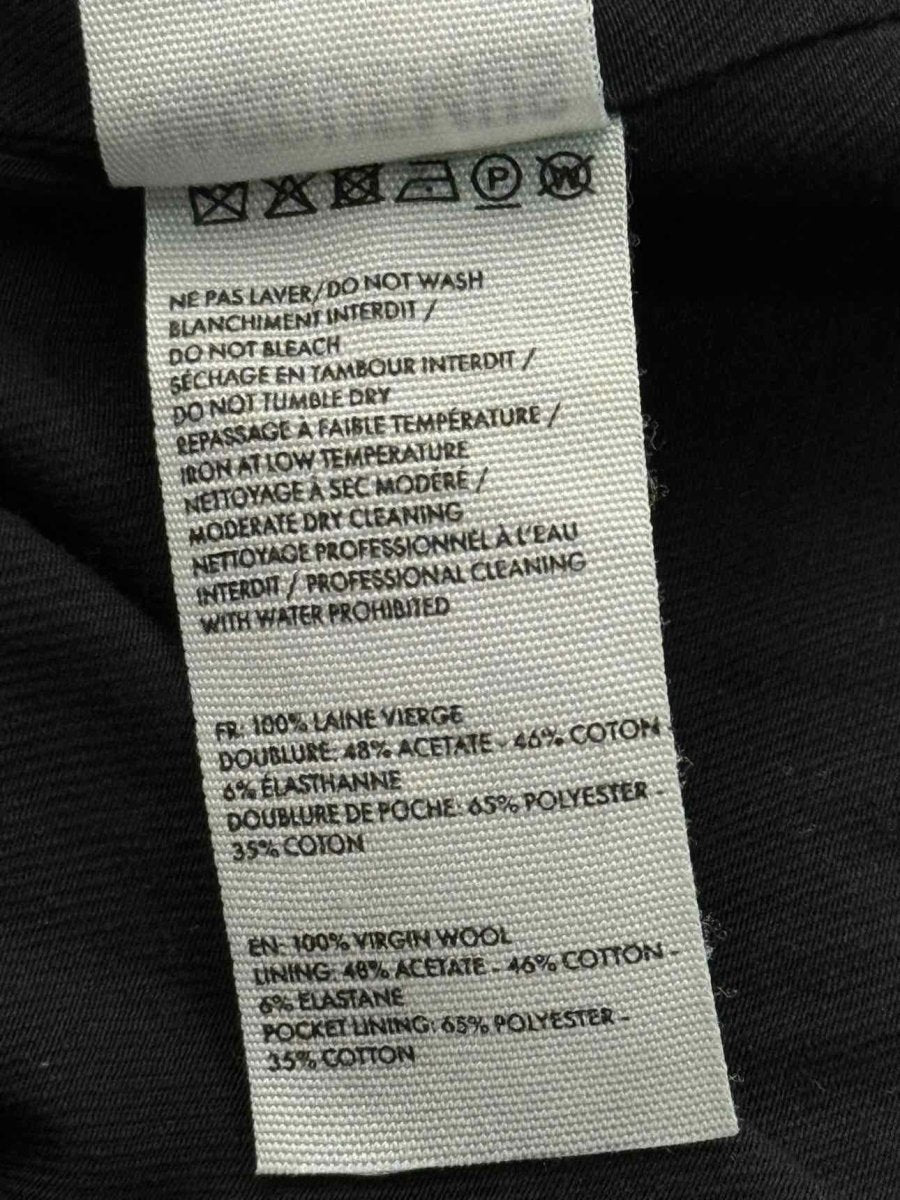 P W
NE PAS LAVER/DO NOT WASH
BLANCHIMENT INTERDIT /
DO NOT BLEACH
SÉCHAGE EN TAMBOUR INTERDIT /
DO NOT TUMBLE DRY
REPASSAGE A FAIBLE TEMPÉRATURE /
IRON AT LOW TEMPERATURE
NETTOYAGE À SEC MODÉRÉ /
MODERATE DRY CLEANING
NETTOYAGE PROFESSIONNEL À L'EAU
INTERDIT / PROFESSIONAL CLEANING
WITH WATER PROHIBITED
FR: 100% LAINE VIERGE
DOUBLURE: 48% ACETATE - 46% COTON
6% ÉLASTHANNE
DOUBLURE DE POCHE: 65% POLYESTER -
35% COTON
EN: 100% VIRGIN WOOL
LINING: 48% ACETATE - 46% COTTON -
6% ELASTANE
POCKET LINING: 65% POLYESTER -
35% COTTON